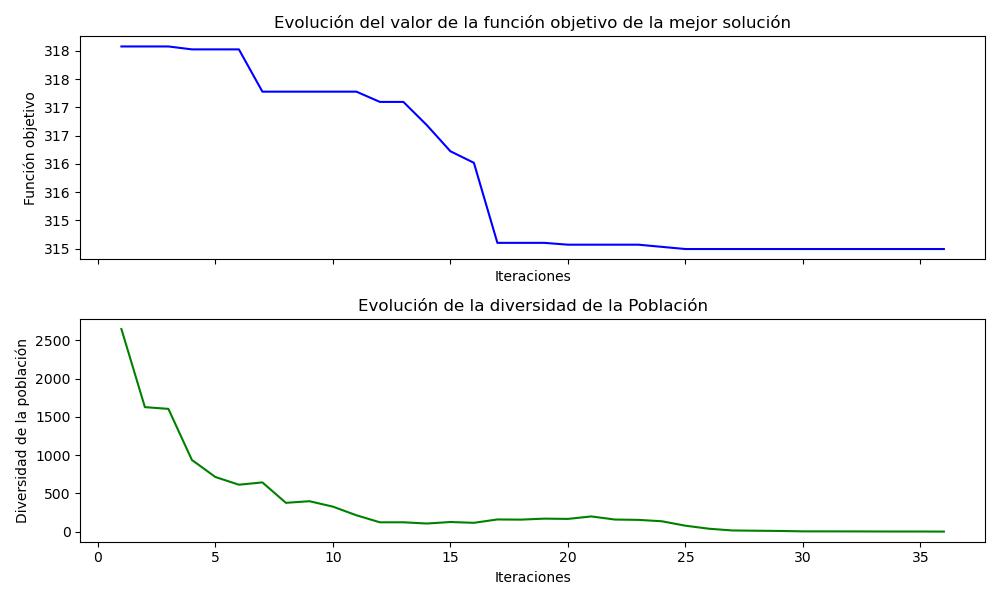 Evolución del valor de la función objetivo de la mejor solución
Función objetivo
318
318
317
317
316
316
315
315
Iteraciones
Evolución de la diversidad de la Población
Diversidad de la población
2500
2000
1500
1000
500
0
0 5 10 15 20 25 30 35
Iteraciones